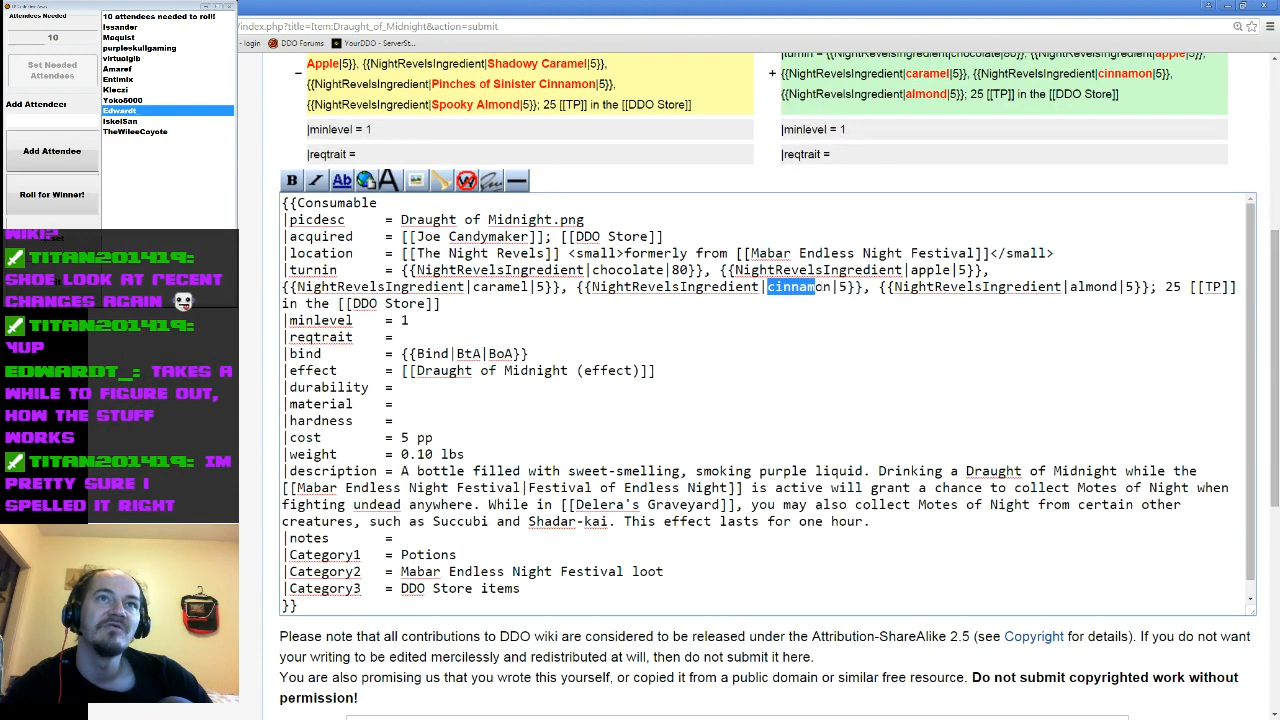 10 attendees needed to roll!
Attendees Needed
Issander
10
Maquist
purpleskullgaming
virtualgib
Set Needed
Attendees
Amaref
Entimix
Kleczi
Yoko5000
Add Attendee:
Edwardt_
IskelSan
TheWileeCoyote
Add Attendee
Roll for Winner!
/index.php?title=Item:Draught_of_Midnight&action=submit
login
DDO Forums
YourDDO - ServerSt...
Apple|5}}, {{NightRevelsIngredient|Shadowy Caramel|5}},
{{NightRevelsIngredient|Pinches of Sinister Cinnamon|5}},
{{NightRevelsIngredient|Spooky Almond|5}}; 25 [[TP]] in the [[DDO Store]]
|minlevel = 1
|reqtrait =
{{NightRevelsIngredient|caramel|5}}, {{NightRevelsIngredient|cinnamon|5}},
{{NightRevelsIngredient|almond|5}}; 25 [[TP]] in the [[DDO Store]]
|minlevel = 1
|reqtrait =
{{Consumable
|picdesc = Draught of Midnight.png
|acquired = [[Joe Candymaker]]; [[DDO Store]]
|location = [[The Night Revels]] <small>formerly from [[Mabar Endless Night Festival]]</small>
|turnin = {{NightRevelsIngredient|chocolate|80}} {{NightRevelsIngredient|apple|5}},
{{NightRevelsIngredient|caramel|5}}, {{NightRevelsIngredient|cinnamon|5}}, {{NightRevelsIngredient|almond|5}}; 25 [[TP]]
in the [[DDO Store]]
|minlevel = 1
|reqtrait =
|bind = {{Bind|BtA|BoA}}
|effect = [[Draught of Midnight (effect)]]
|durability =
|material =
|hardness =
|cost = 5 pp
|weight = 0.10 lbs
|description = A bottle filled with sweet-smelling, smoking purple liquid. Drinking a Draught of Midnight while the
[[Mabar Endless Night Festival|Festival of Endless Night]] is active will grant a chance to collect Motes of Night when
fighting undead anywhere. While in [[Delera's Graveyard]], you may also collect Motes of Night from certain other
creatures, such as Succubi and Shadar-kai. This effect lasts for one hour.
|notes =
|Category1 = Potions
|Category2 = Mabar Endless Night Festival loot
|Category3 = DDO Store items
}}
Please note that all contributions to DDO wiki are considered to be released under the Attribution-ShareAlike 2.5 (see Copyright for details). If you do not want
your writing to be edited mercilessly and redistributed at will, then do not submit it here.
You are also promising us that you wrote this yourself, or copied it from a public domain or similar free resource. Do not submit copyrighted work without
permission!
WIKI?
TITAN201419:
SHOE LOOK AT RECENT
CHANGES AGAIN
TITAN201419:
YUP
EDWARDT_: TAKES A
WHILE TO FIGURE OUT,
HOW THE STUFF
WORKS
TITAN201419: IM
PRETTY SURE I
SPELLED IT RIGHT